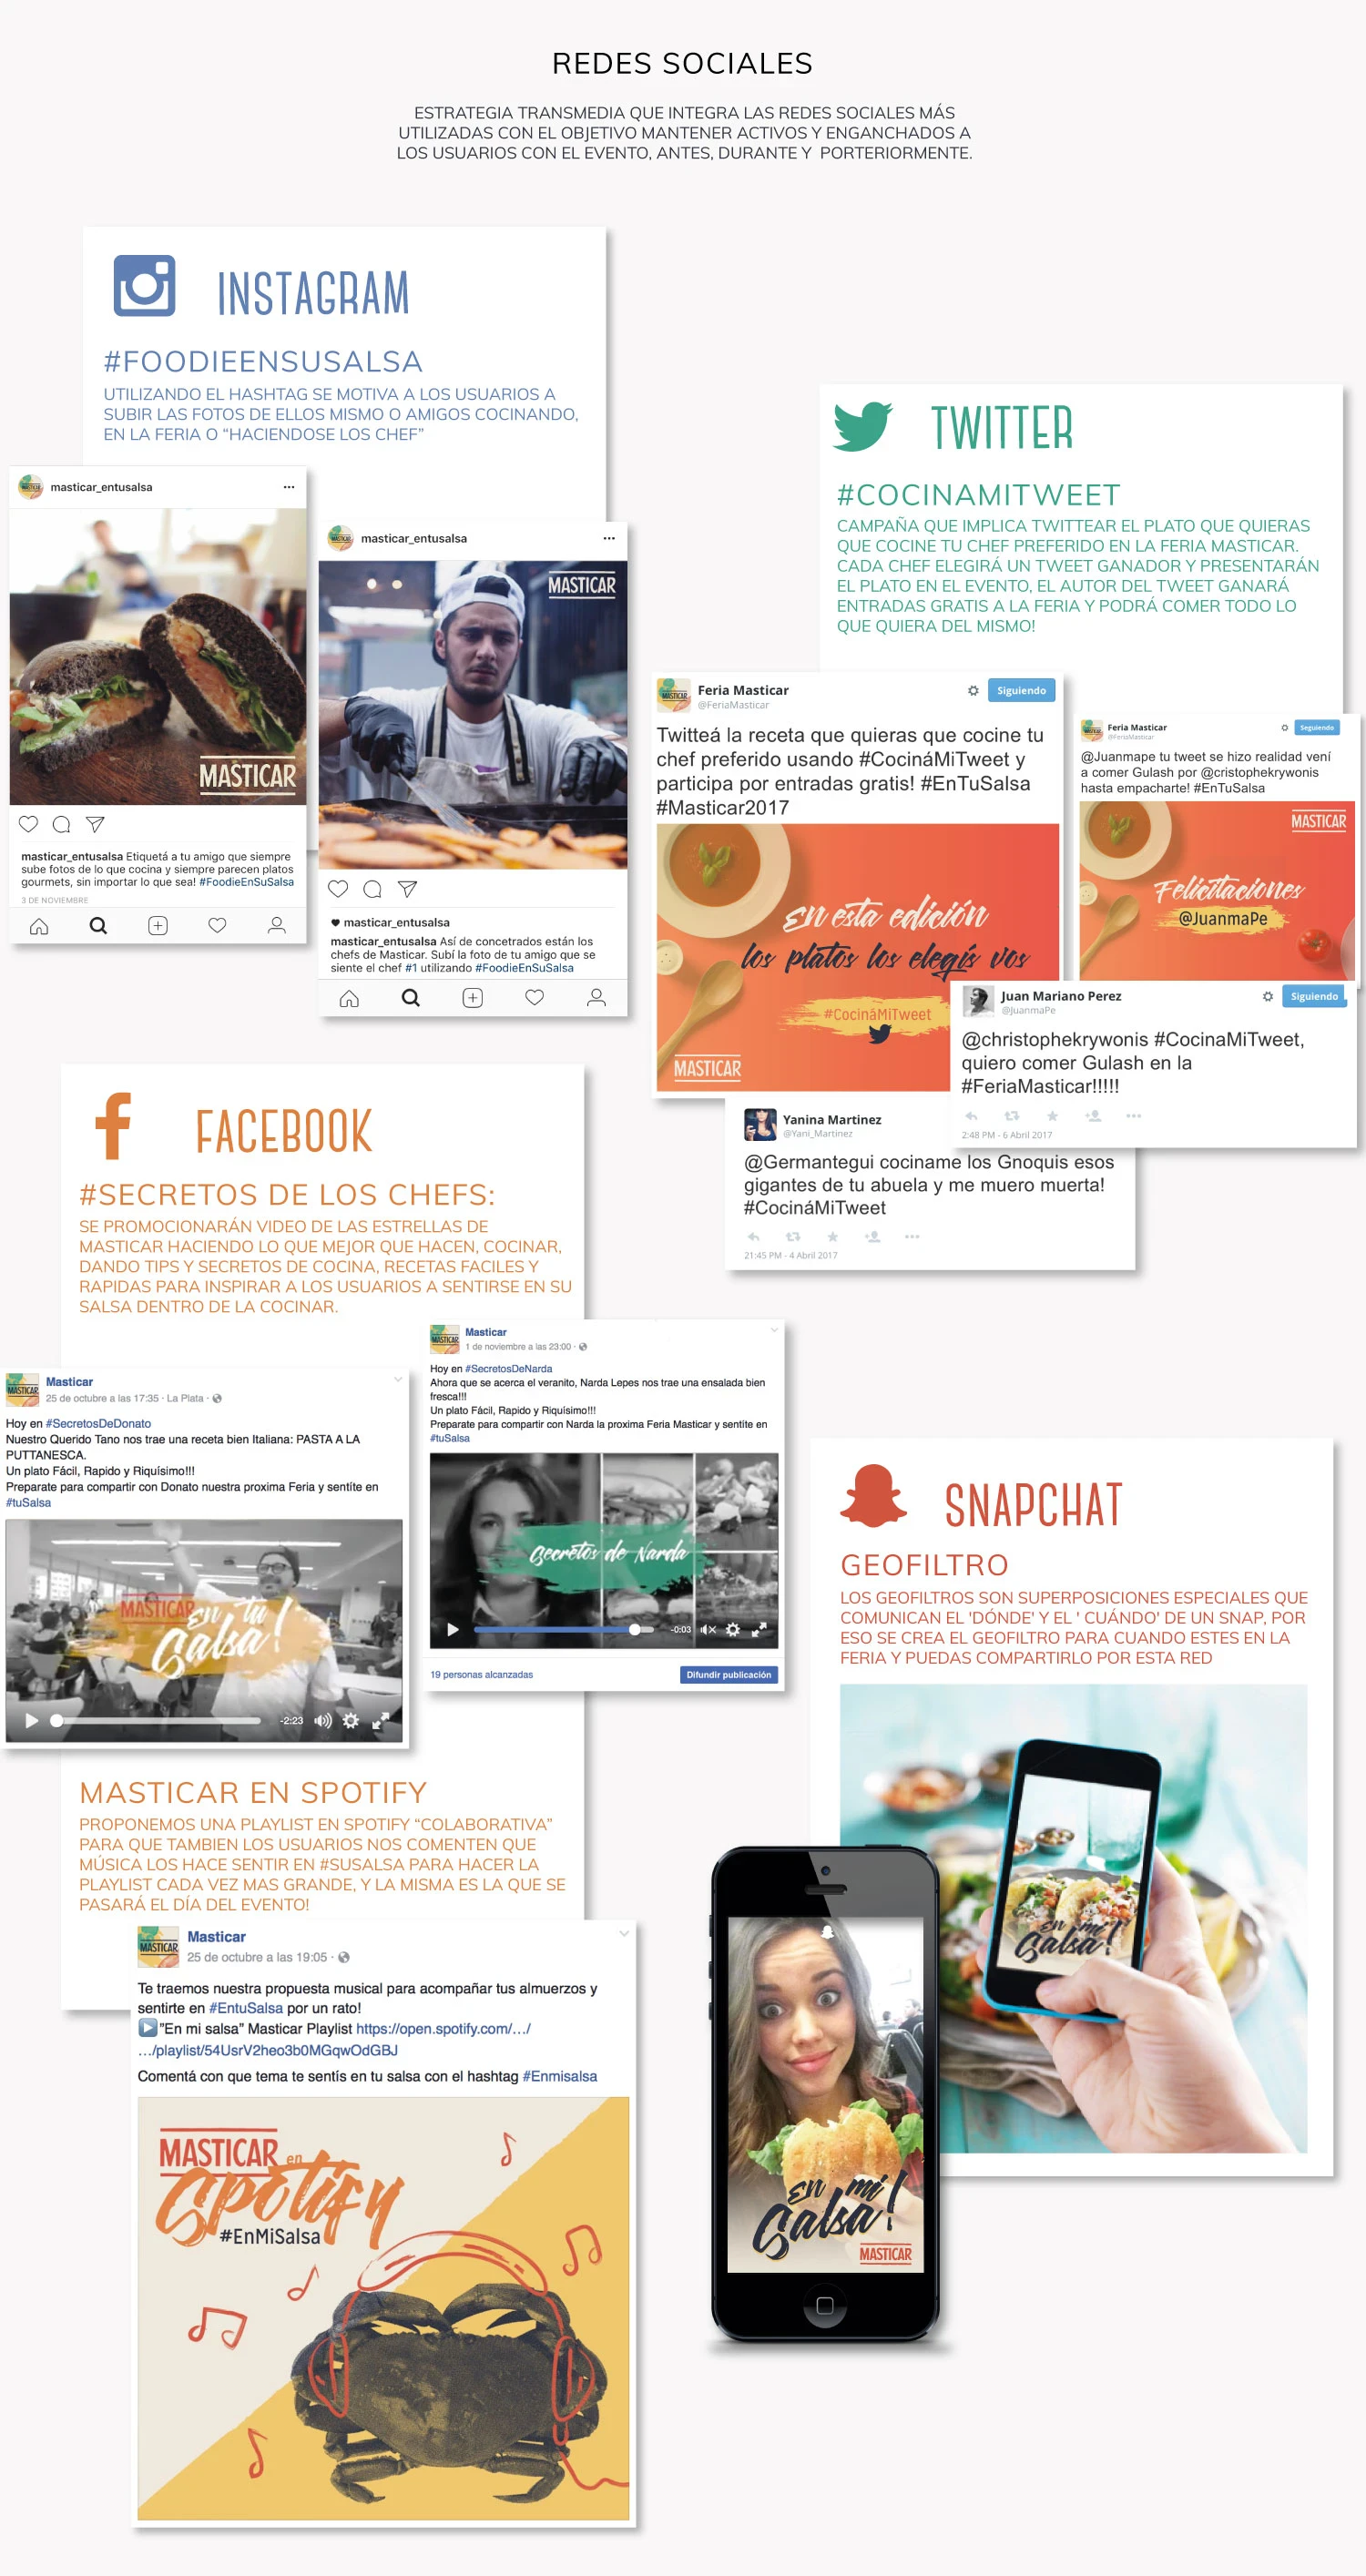 REDES SOCIALES
ESTRATEGIA TRANSMEDIA QUE INTEGRA LAS REDES SOCIALES MÁS
UTILIZADAS CON EL OBJETIVO MANTENER ACTIVOS Y ENGANCHADOS A
LOS USUARIOS CON EL EVENTO, ANTES, DURANTE Y PORTERIORMENTE.
INSTAGRAM
#FOODIEENSUSALSA
UTILIZANDO EL HASHTAG SE MOTIVA A LOS USUARIOS A
SUBIR LAS FOTOS DE ELLOS MISMO O AMIGOS COCINANDO,
EN LA FERIA O “HACIENDOSE LOS CHEF”
masticar_entusalsa
MASTICAR
masticar_entusalsa Etiquetá a tu amigo que siempre
sube fotos de lo que cocina y siempre parecen platos
gourmets, sin importar lo que sea! #FoodieEnSuSalsa
3 DE NOVIEMBRE
masticar_entusalsa
MASTICAR
masticar_entusalsa
masticar_entusalsa Así de concetrados están los
chefs de Masticar. Subí la foto de tu amigo que se
siente el chef #1 utilizando #FoodieEnSuSalsa
TWITTER
#COCINAMITWEET
CAMPAÑA QUE IMPLICA TWITTEAR EL PLATO QUE QUIERAS
QUE COCINE TU CHEF PREFERIDO EN LA FERIA MASTICAR.
CADA CHEF ELEGIRÁ UN TWEET GANADOR Y PRESENTARÁN
EL PLATO EN EL EVENTO, EL AUTOR DEL TWEET GANARÁ
ENTRADAS GRATIS A LA FERIA Y PODRÁ COMER TODO LO
QUE QUIERA DEL MISMO!
MASTICAR
Feria Masticar
@FeriaMasticar
Siguiendo
Twitteá la receta que quieras que cocine tu
chef preferido usando #CocináMiTweet y
participa por entradas gratis! #EnTuSalsa
#Masticar2017
En esta edición
los platos los elegís vos
#CocináMiTweet
MASTICAR
Feria Masticar
@FeriaMasticar
Seguiendo
@Juanmape tu tweet se hizo realidad vení
a comer Gulash por @cristophekrywonis
hasta empacharte! #EnTuSalsa
MASTICAR
Felicitaciones
@JuanmaPe
Juan Mariano Perez
@JuanmaPe
Siguiendo
@christophekrywonis #CocinaMiTweet,
quiero comer Gulash en la
#FeriaMasticar!!!!!
2:48 PM - 6 Abril 2017
Yanina Martinez
@Yani_Martinez
@Germantegui cociname los Gnoquis esos
gigantes de tu abuela y me muero muerta!
#CocináMiTweet
21:45 PM - 4 Abril 2017
FACEBOOK
#SECRETOS DE LOS CHEFS:
SE PROMOCIONARÁN VIDEO DE LAS ESTRELLAS DE
MASTICAR HACIENDO LO QUE MEJOR QUE HACEN, COCINAR,
DANDO TIPS Y SECRETOS DE COCINA, RECETAS FACILES Y
RAPIDAS PARA INSPIRAR A LOS USUARIOS A SENTIRSE EN SU
SALSA DENTRO DE LA COCINAR.
MASTICAR
Masticar
25 de octubre a las 17:35 · La Plata ·
Hoy en #SecretosDeDonato
Nuestro Querido Tano nos trae una receta bien Italiana: PASTA A LA
PUTTANESCA.
Un plato Fácil, Rapido y Riquísimo!!!
Preparate para compartir con Donato nuestra proxima Feria y sentíte en
#tuSalsa
MASTICAR
en tu
Salsa!
-2:23
MASTICAR
Masticar
1 de noviembre a las 23:00 ·
Hoy en #SecretosDeNarda
Ahora que se acerca el veranito, Narda Lepes nos trae una ensalada bien
fresca!!!
Un plato Fácil, Rapido y Riquísimo!!!
Preparate para compartir con Narda la proxima Feria Masticar y sentite en
#tuSalsa
Secretos de Narda
-0:03
19 personas alcanzadas
Difundir publicación
MASTICAR EN SPOTIFY
PROPONEMOS UNA PLAYLIST EN SPOTIFY “COLABORATIVA”
PARA QUE TAMBIEN LOS USUARIOS NOS COMENTEN QUE
MÚSICA LOS HACE SENTIR EN #SUSALSA PARA HACER LA
PLAYLIST CADA VEZ MAS GRANDE, Y LA MISMA ES LA QUE SE
PASARÁ EL DÍA DEL EVENTO!
MASTICAR
Masticar
25 de octubre a las 19:05 ·
Te traemos nuestra propuesta musical para acompañar tus almuerzos y
sentirte en #EntuSalsa por un rato!
"En mi salsa” Masticar Playlist https://open.spotify.com/…/
…/playlist/54UsrV2heo3b0MGqwOdGBJ
Comentá con que tema te sentís en tu salsa con el hashtag #Enmisalsa
MASTICAR en
Spotify
#EnMiSalsa
SNAPCHAT
GEOFILTRO
LOS GEOFILTROS SON SUPERPOSICIONES ESPECIALES QUE
COMUNICAN EL 'DÓNDE' Y EL ' CUÁNDO' DE UN SNAP, POR
ESO SE CREA EL GEOFILTRO PARA CUANDO ESTES EN LA
FERIA Y PUEDAS COMPARTIRLO POR ESTA RED
en mi
Salsa!
en mi
Salsa!
MASTICAR